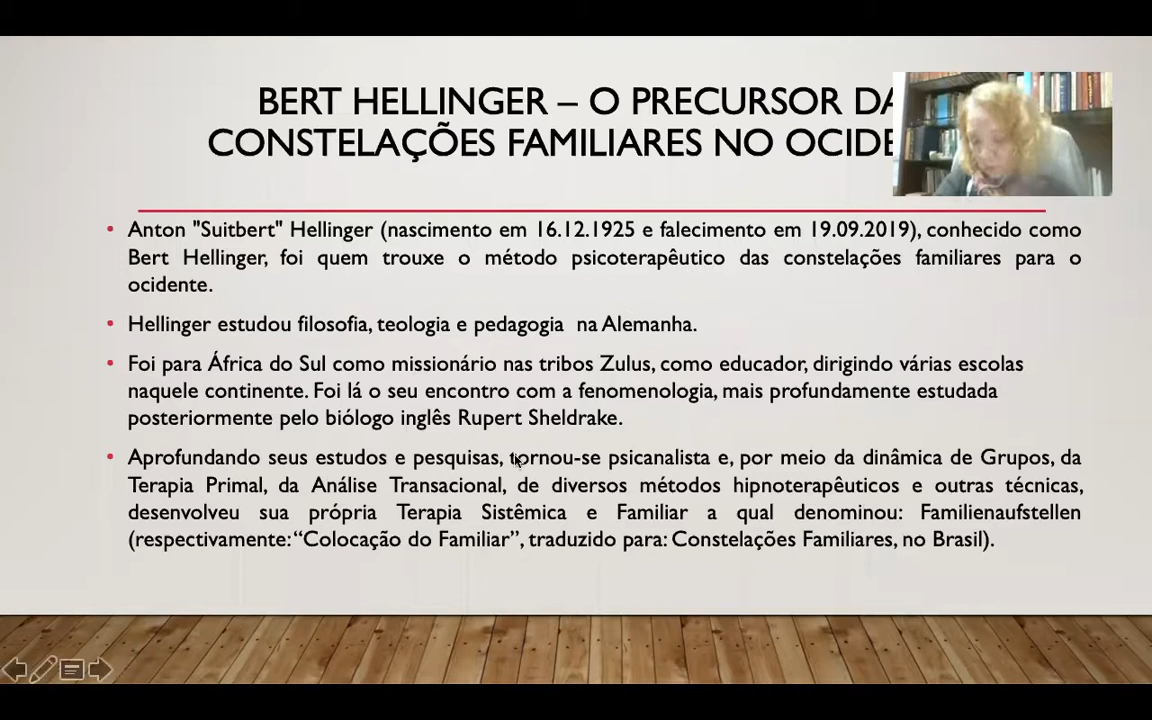 BERT HELLINGER – O PRECURSOR DA
CONSTELAÇÕES FAMILIARES NO OCIDE
Anton "Suitbert" Hellinger (nascimento em 16.12.1925 e falecimento em 19.09.2019), conhecido como
Bert Hellinger, foi quem trouxe o método psicoterapêutico das constelações familiares para o
ocidente.
Hellinger estudou filosofia, teologia e pedagogia na Alemanha.
Foi para África do Sul como missionário nas tribos Zulus, como educador, dirigindo várias escolas
naquele continente. Foi lá o seu encontro com a fenomenologia, mais profundamente estudada
posteriormente pelo biólogo inglês Rupert Sheldrake.
Aprofundando seus estudos e pesquisas, tornou-se psicanalista e, por meio da dinâmica de Grupos, da
Terapia Primal, da Análise Transacional, de diversos métodos hipnoterapêuticos e outras técnicas,
desenvolveu sua própria Terapia Sistêmica e Familiar a qual denominou: Familienaufstellen
(respectivamente: “Colocação do Familiar”, traduzido para: Constelações Familiares, no Brasil).